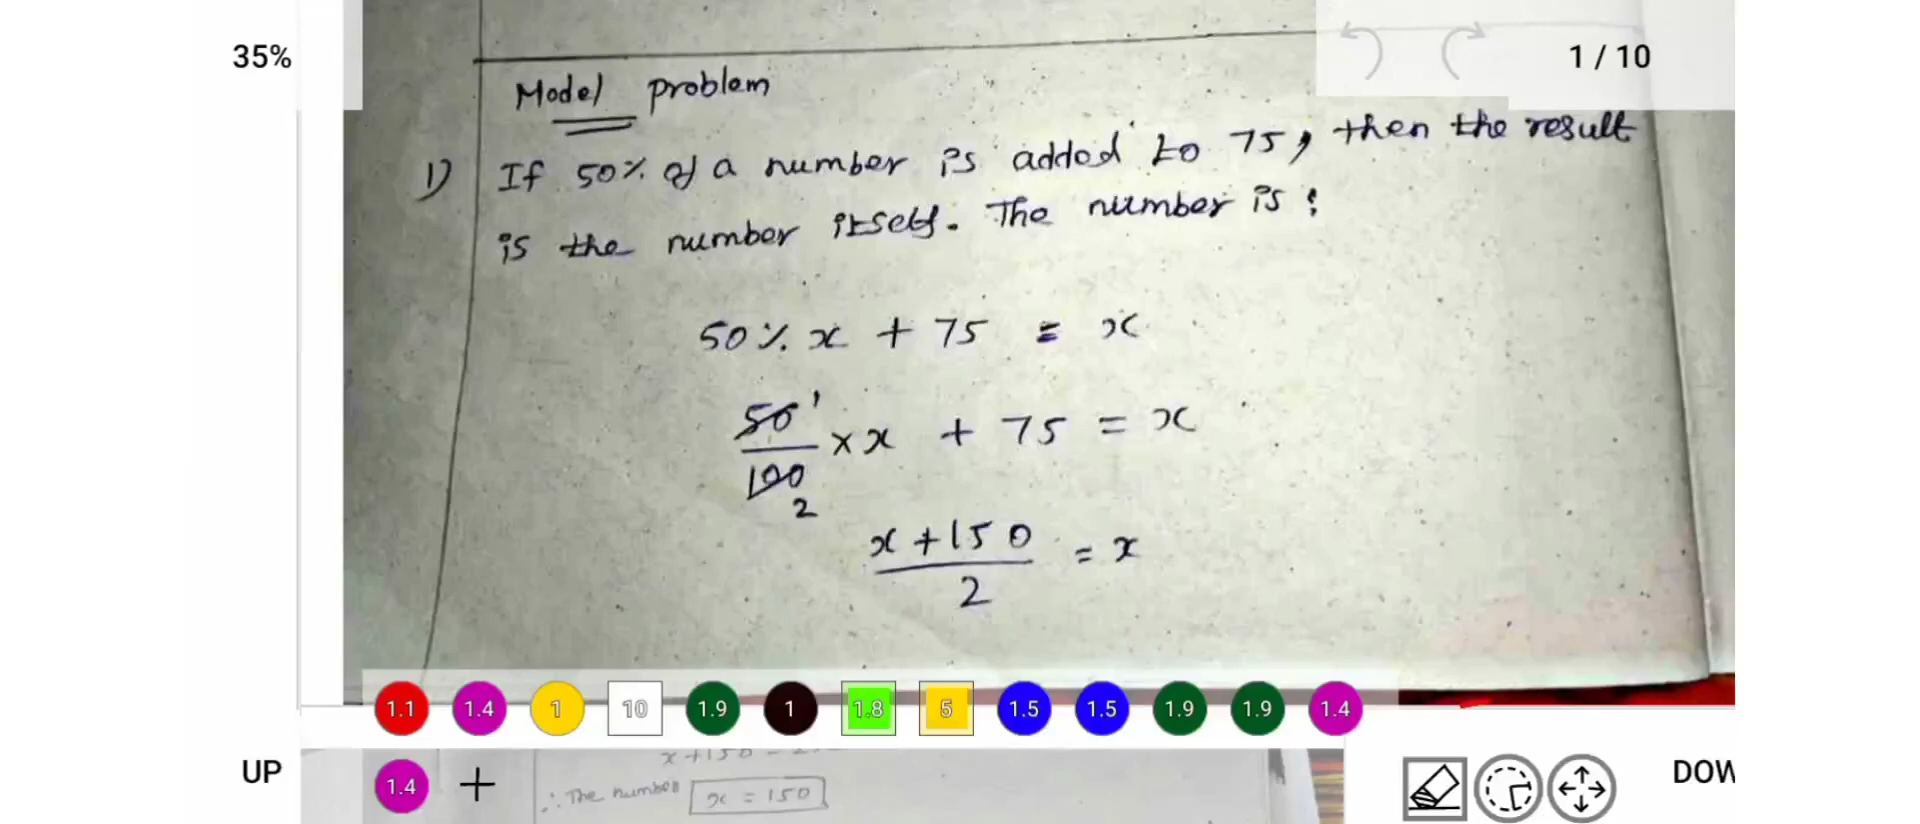 35%
1 / 10
Model problem
1) If 50% of a number is added to 75, then the result
is the number itself. The number is:
50% x + 75 = x
50/100 × x + 75 = x
1
2
x + 150 / 2 = x
1.1 1.4 1 10 1.9 1 1.8 5 1.5 1.5 1.9 1.9 1.4
x + 150 =
UP 1.4 + DOW
∴ The number x = 150